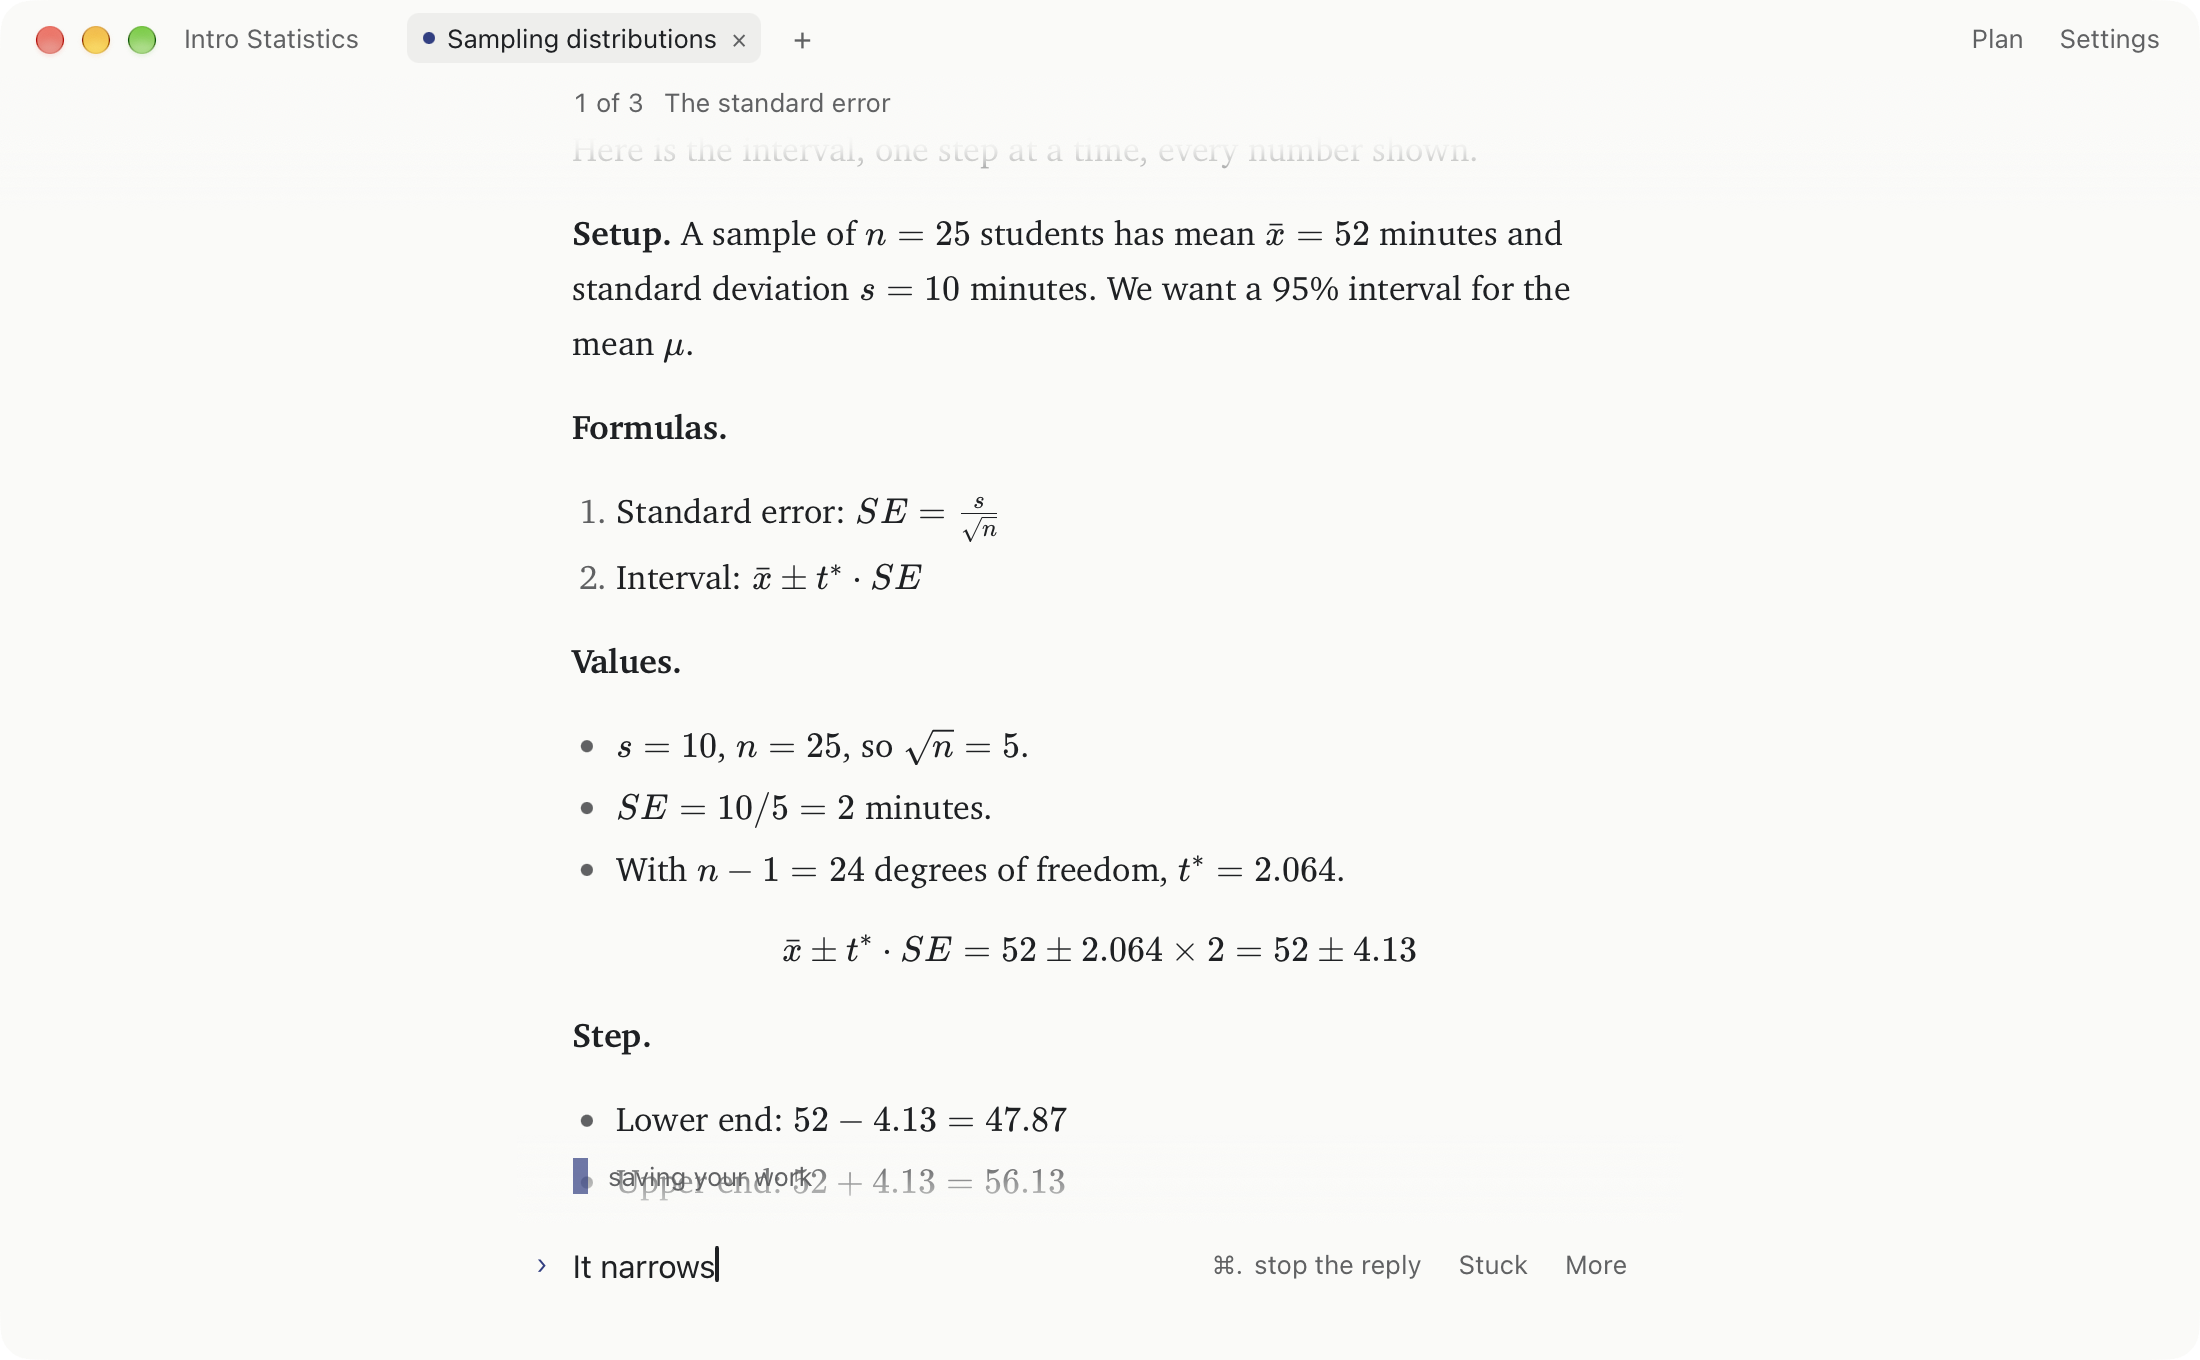 Intro Statistics
Sampling distributions ×
+
Plan Settings
1 of 3 The standard error
Here is the interval, one step at a time, every number shown.
Setup. A sample of n = 25 students has mean x̄ = 52 minutes and
standard deviation s = 10 minutes. We want a 95% interval for the
mean μ.
Formulas.
1. Standard error: SE = s/√n
2. Interval: x̄ ± t* · SE
Values.
• s = 10, n = 25, so √n = 5.
• SE = 10/5 = 2 minutes.
• With n − 1 = 24 degrees of freedom, t* = 2.064.
x̄ ± t* · SE = 52 ± 2.064 × 2 = 52 ± 4.13
Step.
• Lower end: 52 − 4.13 = 47.87
• Upper end: 52 + 4.13 = 56.13
saving your work
› It narrows
⌘. stop the reply Stuck More